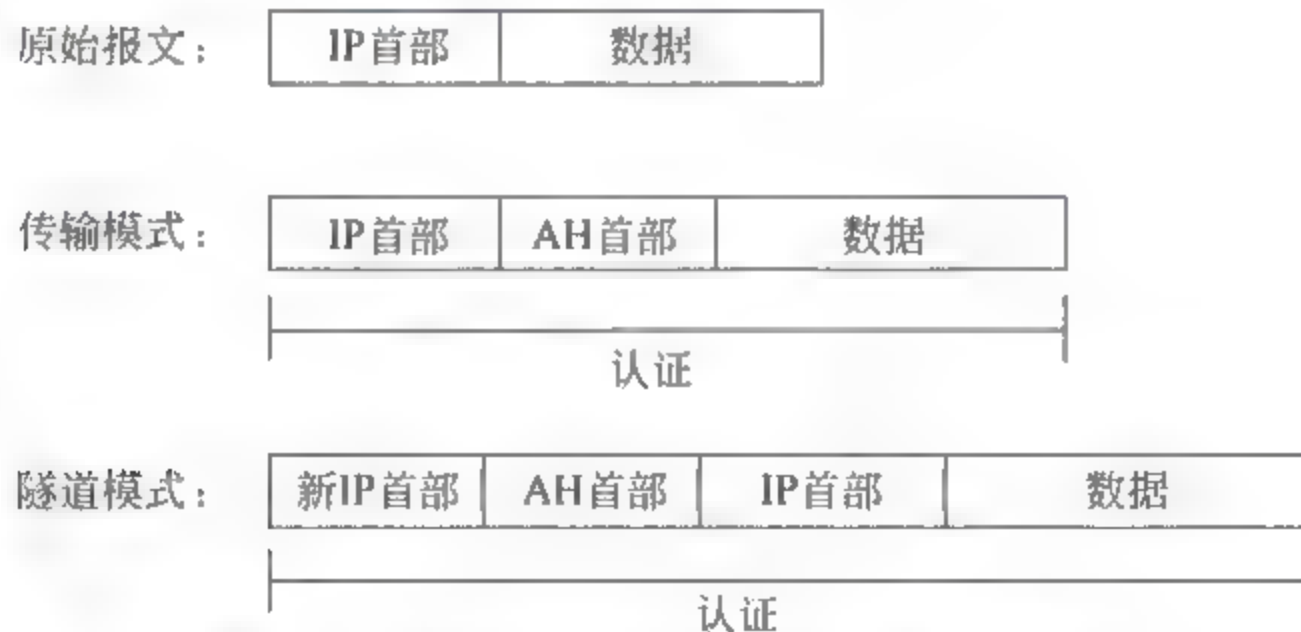 原始报文： IP首部 数据
传输模式： IP首部 AH首部 数据
认证
隧道模式： 新IP首部 AH首部 IP首部 数据
认证